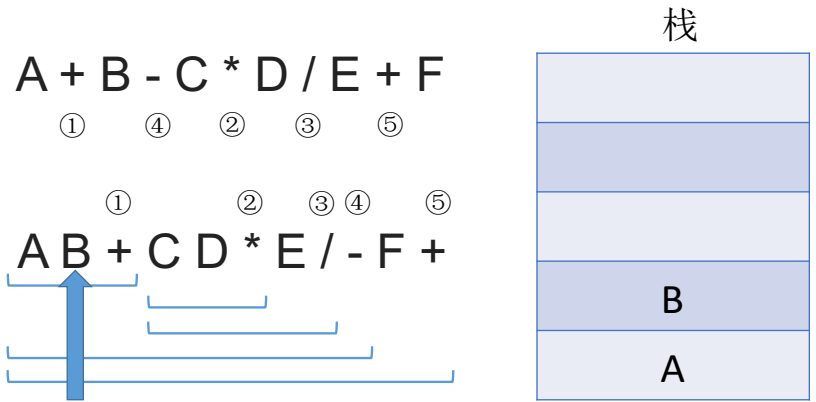 栈
A + B - C * D / E + F
① ④ ② ③ ⑤
① ② ③ ④ ⑤
A B + C D * E / - F +
B
A